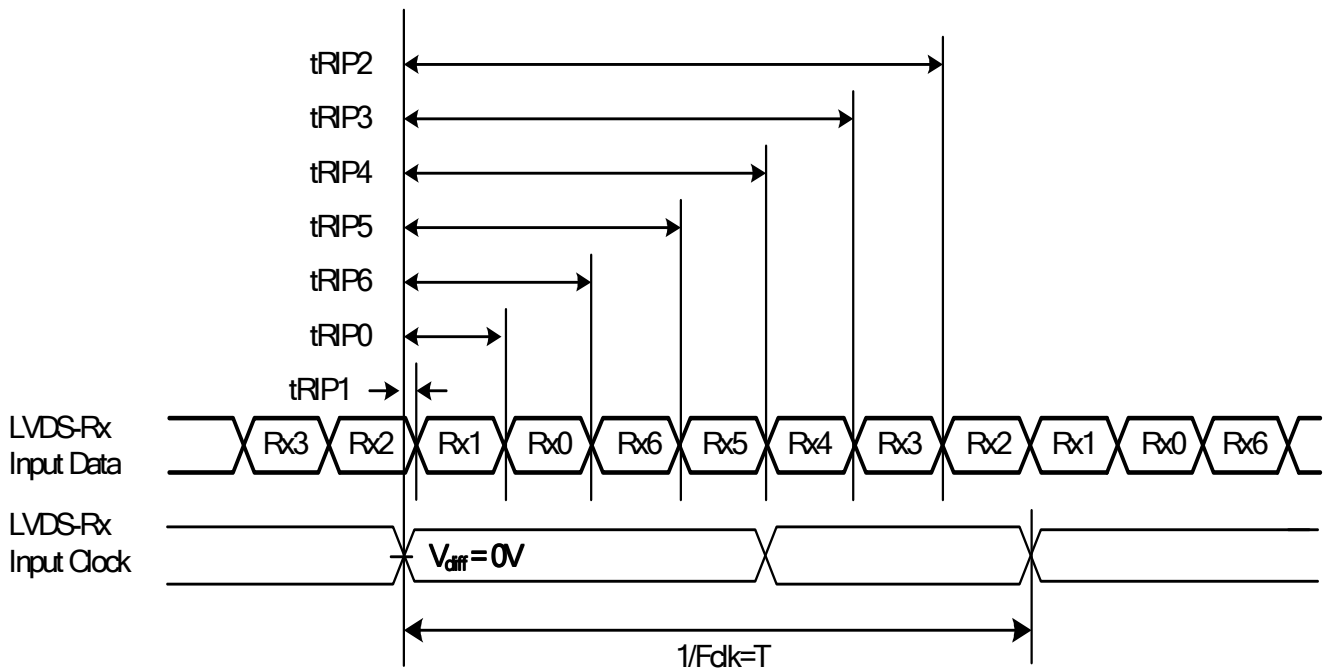 tRIP2
tRIP3
tRIP4
tRIP5
tRIP6
tRIP0
tRIP1
LVDS-Rx
Input Data
Rx3 Rx2 Rx1 Rx0 Rx6 Rx5 Rx4 Rx3 Rx2 Rx1 Rx0 Rx6
LVDS-Rx
Input Clock
Vdiff = 0V
1/Fclk=T